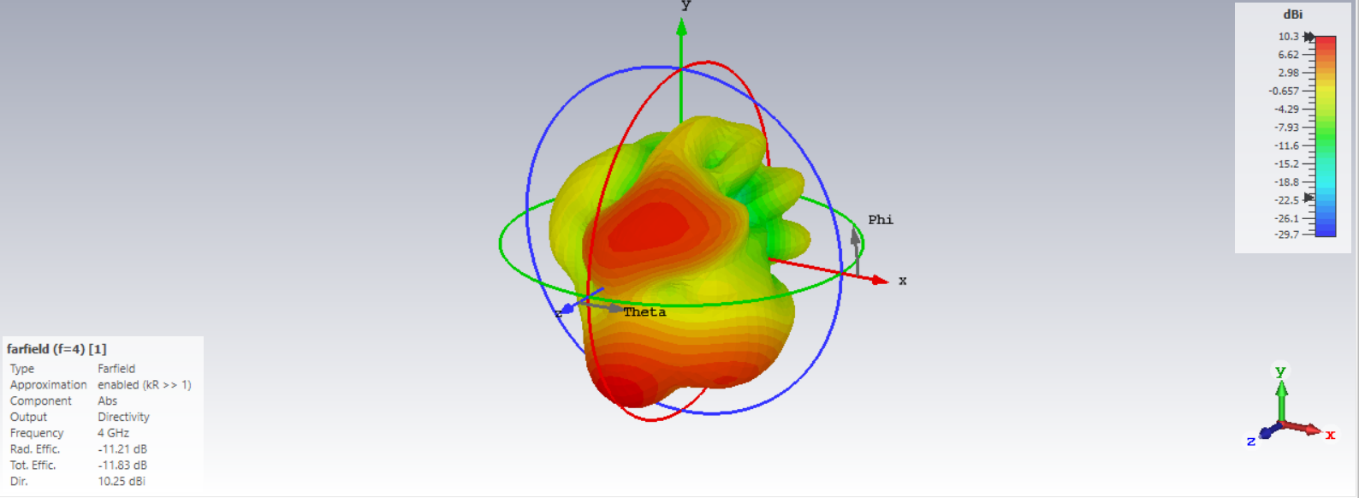 y
dBi
10.3
6.62
2.98
-0.657
-4.29
-7.93
-11.6
-15.2
-18.8
-22.5
-26.1
-29.7
Phi
x
z
Theta
farfield (f=4) [1]
Type Farfield
Approximation enabled (kR >> 1)
Component Abs
Output Directivity
Frequency 4 GHz
Rad. Effic. -11.21 dB
Tot. Effic. -11.83 dB
Dir. 10.25 dBi
y
z
x